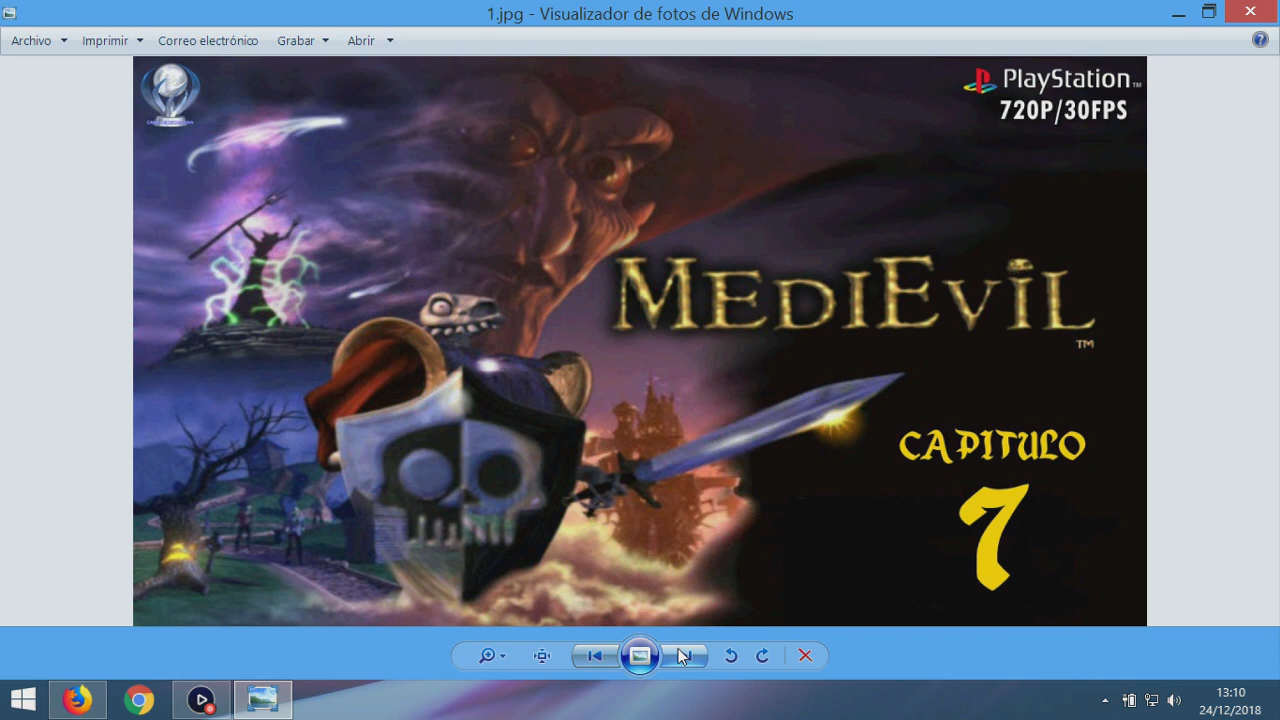 1.jpg - Visualizador de fotos de Windows
Archivo Imprimir Correo electrónico Grabar Abrir
PlayStation™
720P/30FPS
MEDIEVIL
TM
CAPITULO
7
13:10
24/12/2018